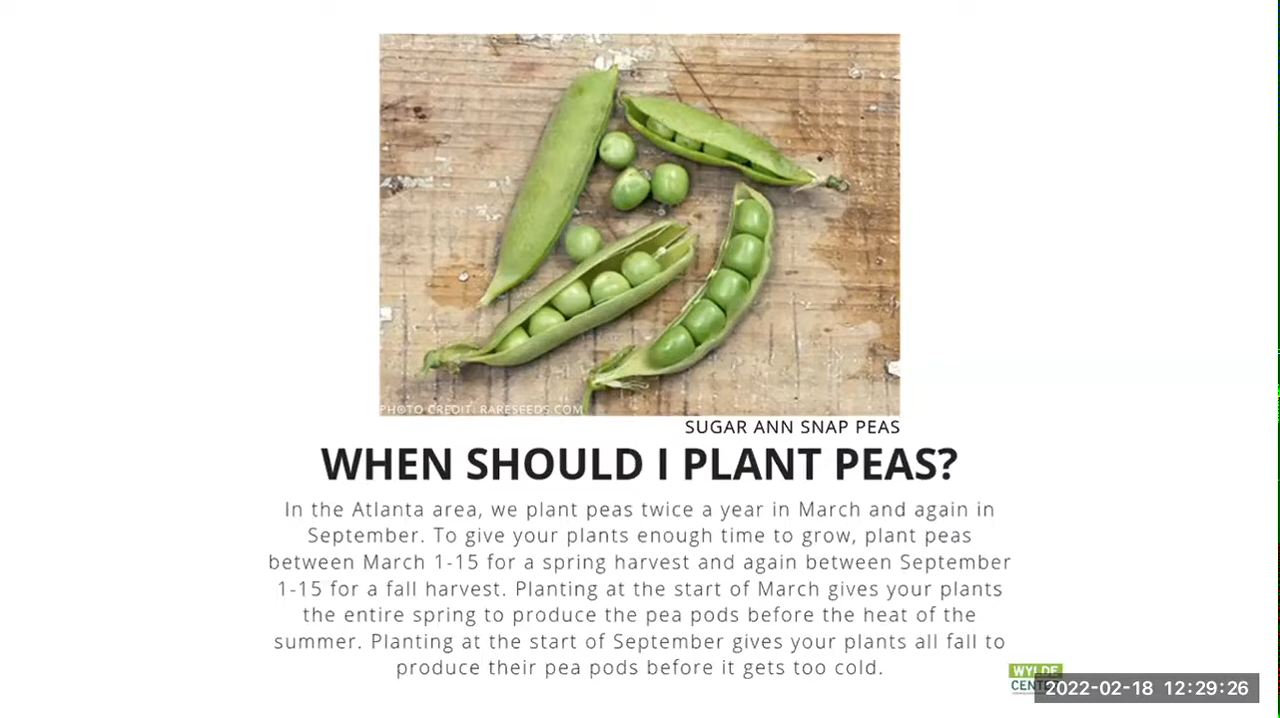 PHOTO CREDIT: RARESEEDS.COM
SUGAR ANN SNAP PEAS
WHEN SHOULD I PLANT PEAS?
In the Atlanta area, we plant peas twice a year in March and again in
September. To give your plants enough time to grow, plant peas
between March 1-15 for a spring harvest and again between September
1-15 for a fall harvest. Planting at the start of March gives your plants
the entire spring to produce the pea pods before the heat of the
summer. Planting at the start of September gives your plants all fall to
produce their pea pods before it gets too cold.
WYLDE
2022-02-18 12:29:26